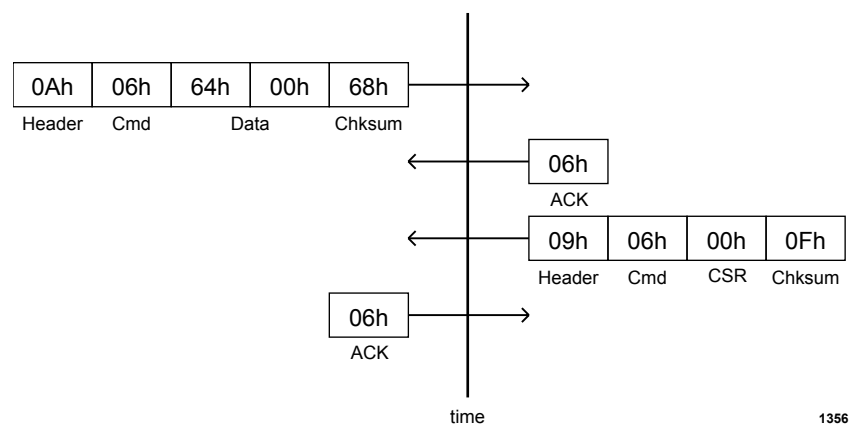 0Ah 06h 64h 00h 68h
Header Cmd Data Chksum
06h
ACK
09h 06h 00h 0Fh
Header Cmd CSR Chksum
06h
ACK
time
1356